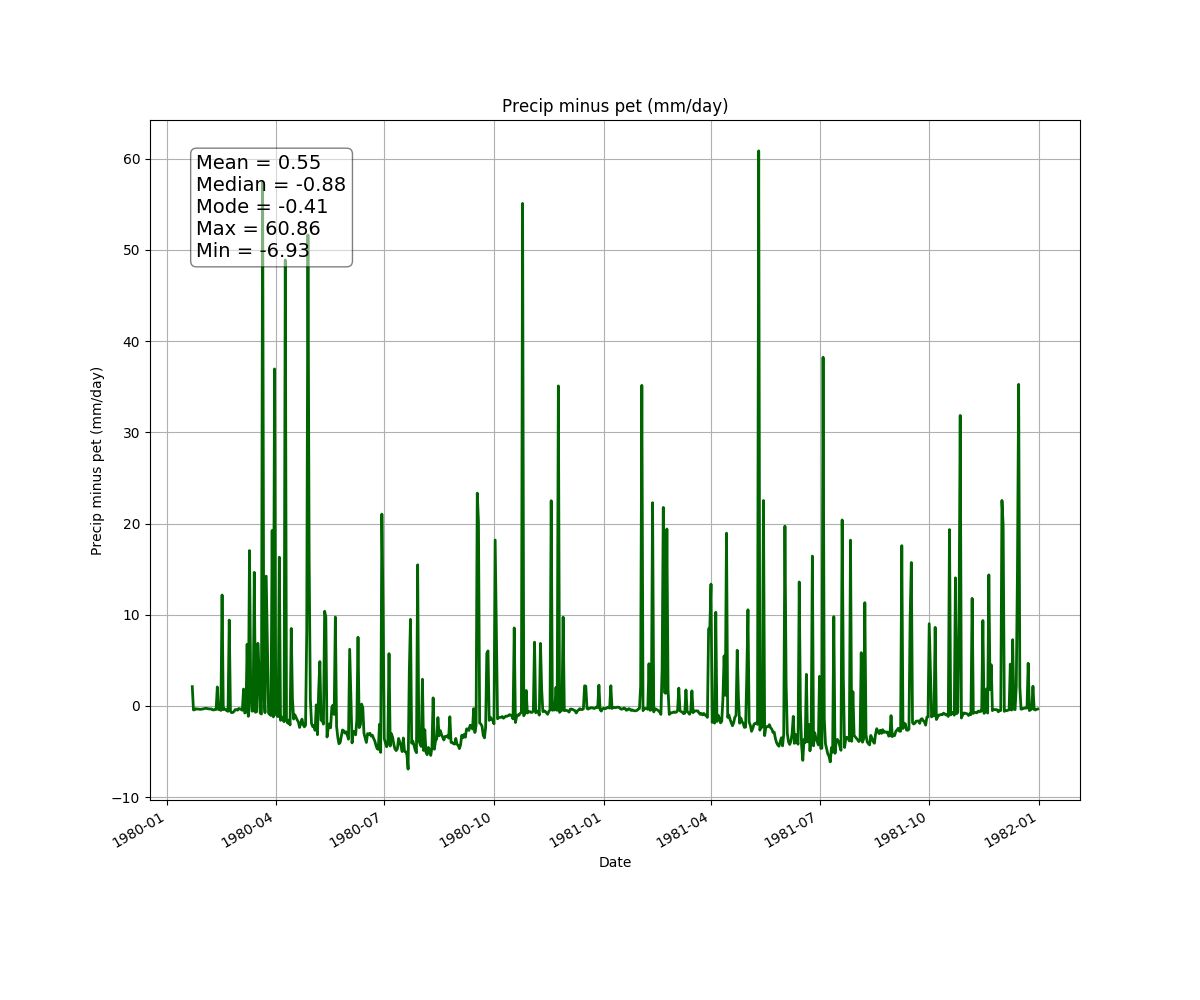 Precip minus pet (mm/day)
Mean = 0.55
Median = -0.88
Mode = -0.41
Max = 60.86
Min = -6.93
Precip minus pet (mm/day)
60
50
40
30
20
10
0
−10
1980-01
1980-04
1980-07
1980-10
1981-01
1981-04
1981-07
1981-10
1982-01
Date